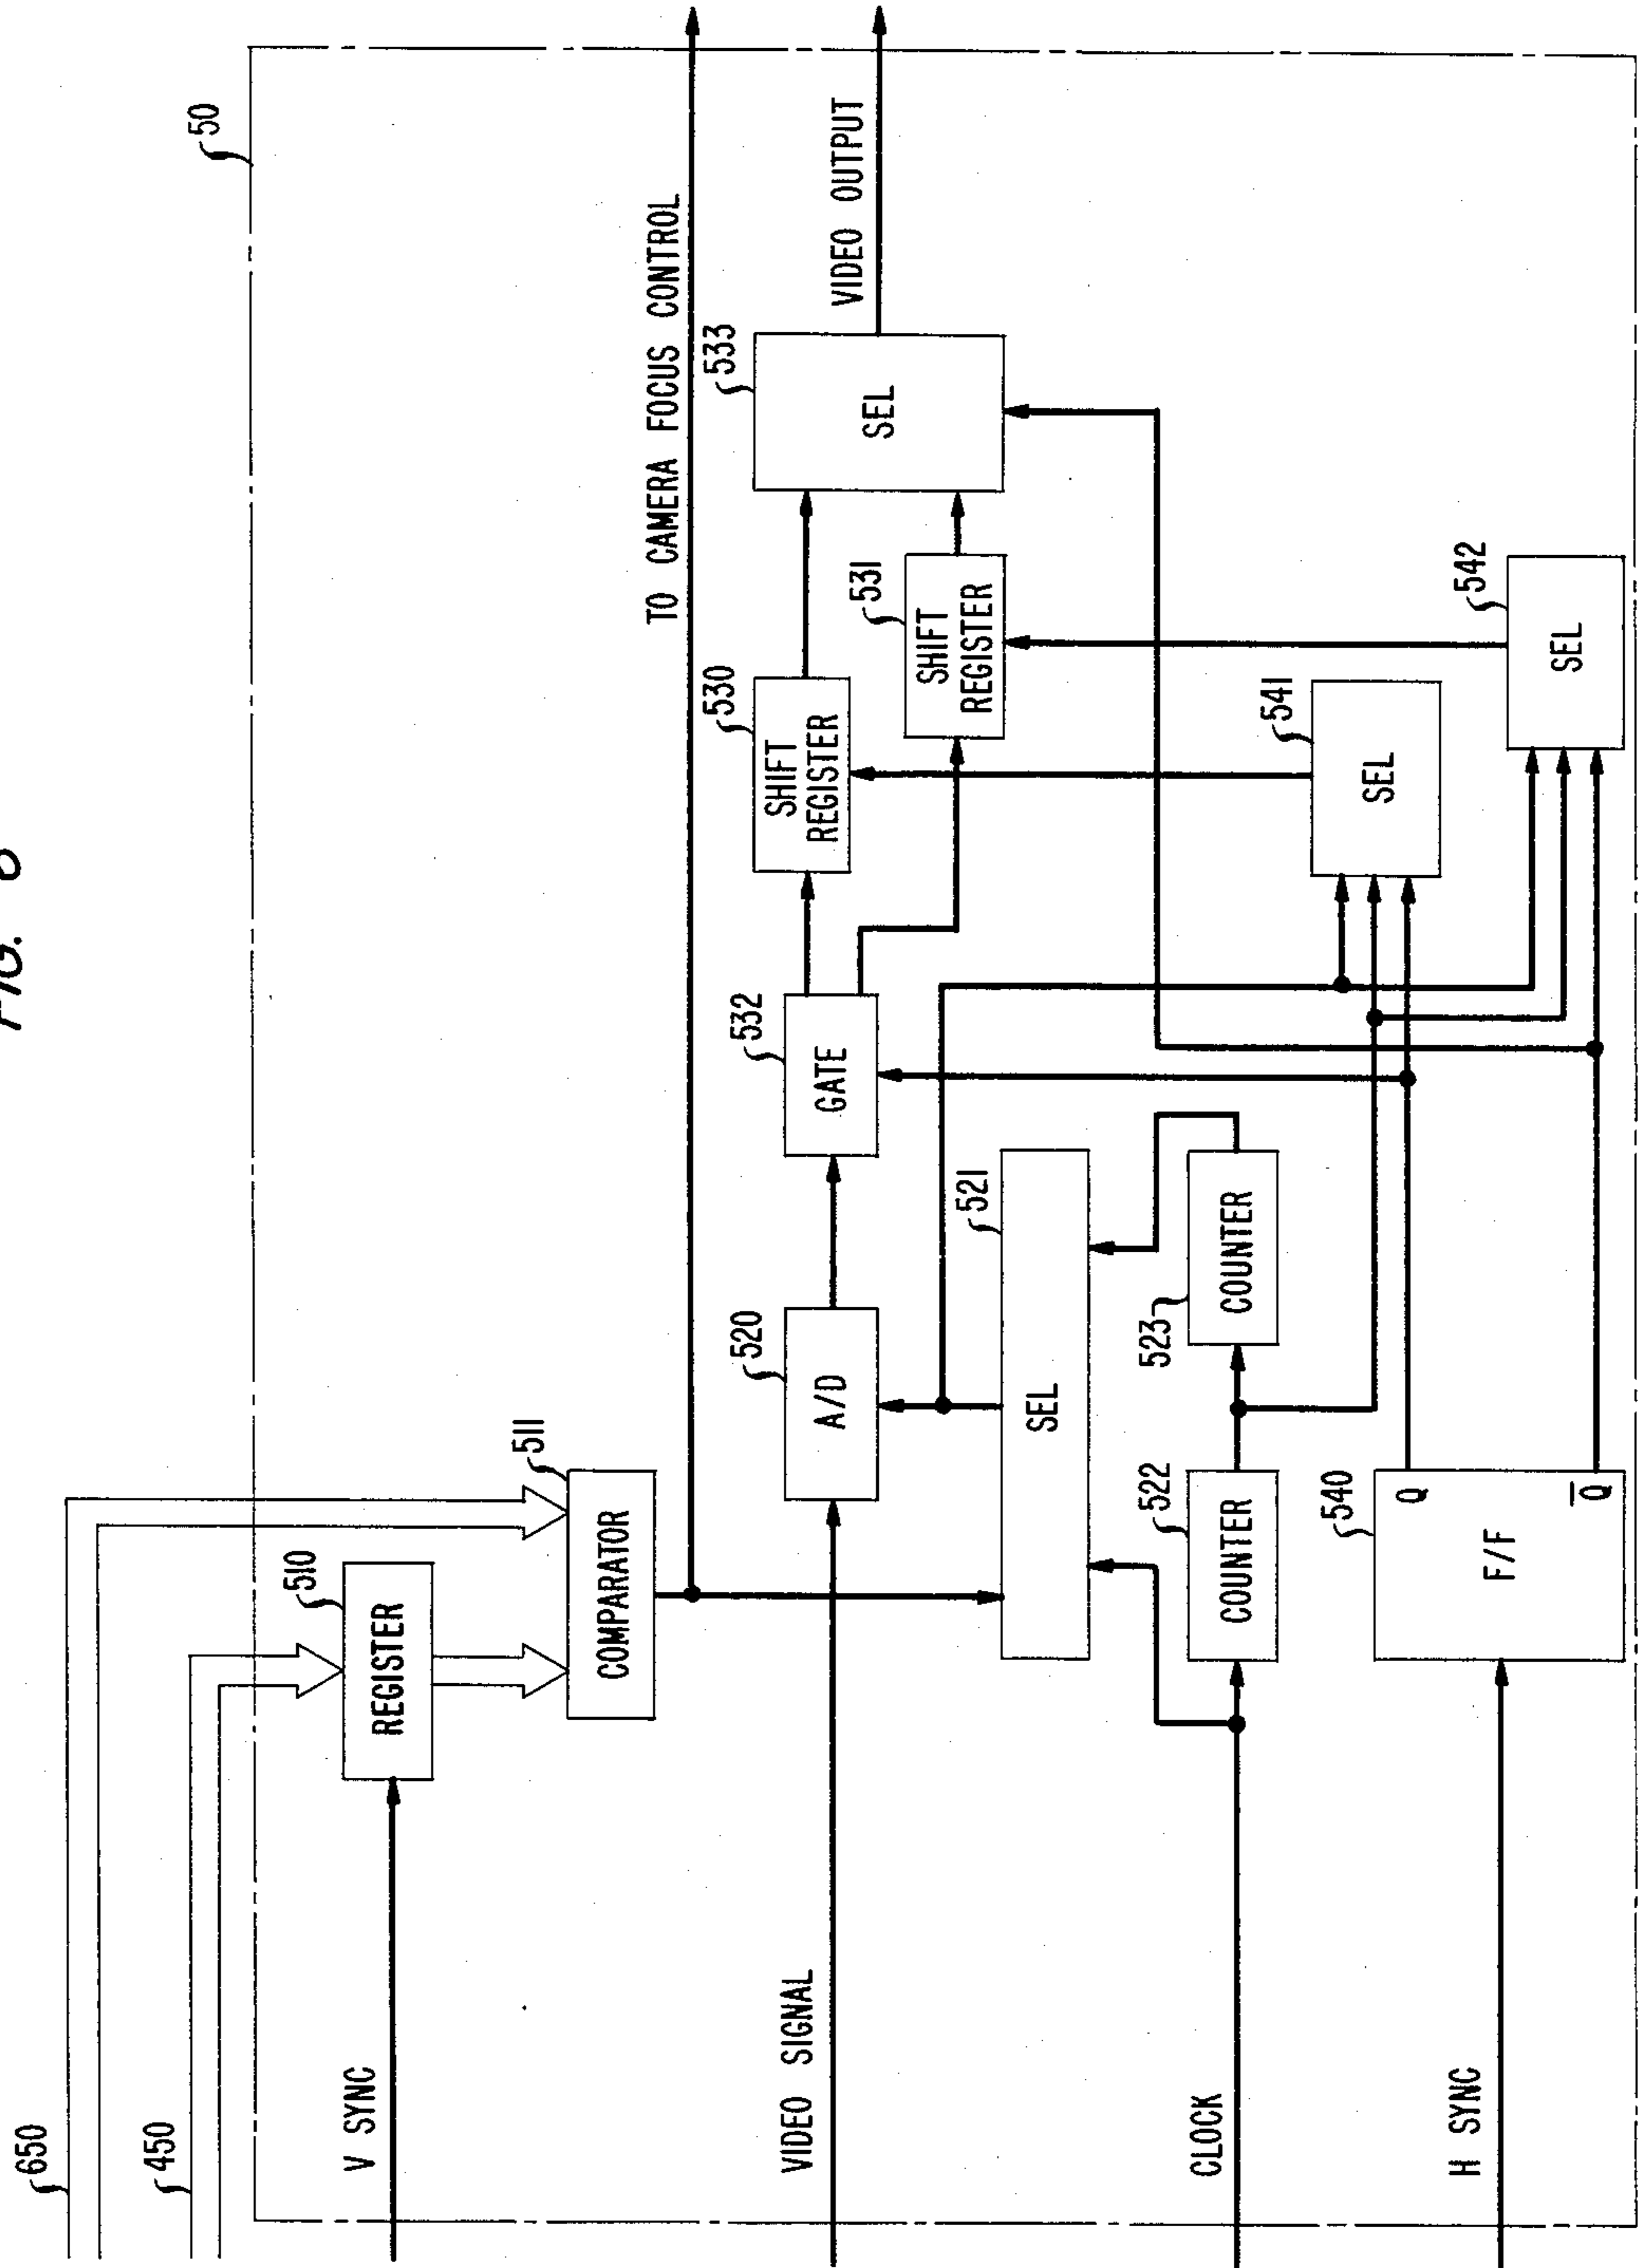 FIG.
50
650
450
V SYNC
510
REGISTER
511
COMPARATOR
TO CAMERA FOCUS CONTROL
VIDEO SIGNAL
520
A/D
532
GATE
530
SHIFT
REGISTER
531
SHIFT
REGISTER
533
SEL
VIDEO OUTPUT
521
SEL
CLOCK
522
COUNTER
523
COUNTER
H SYNC
540
F/F
Q
Q̅
541
SEL
542
SEL